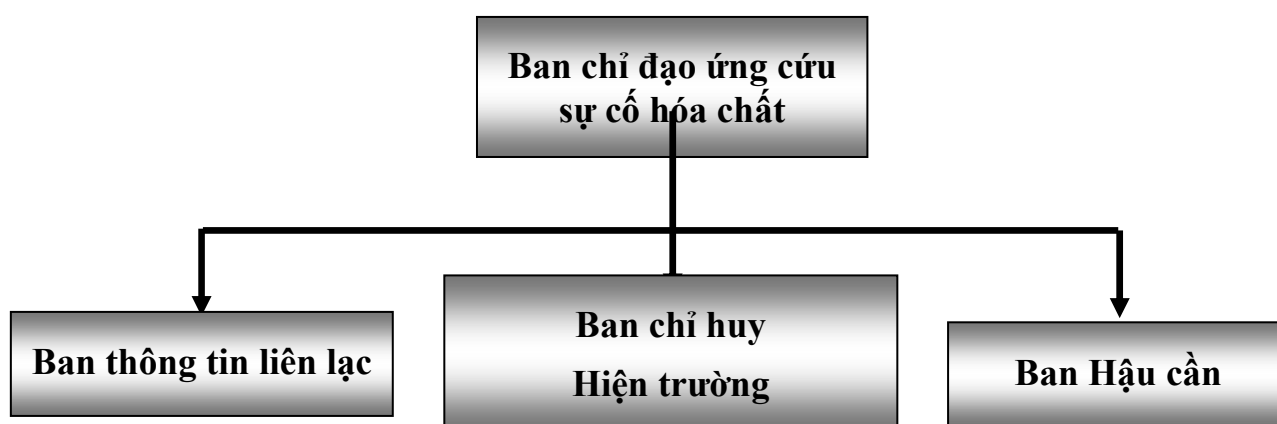 Ban chỉ đạo ứng cứu
sự cố hóa chất
Ban thông tin liên lạc
Ban chỉ huy
Hiện trường
Ban Hậu cần